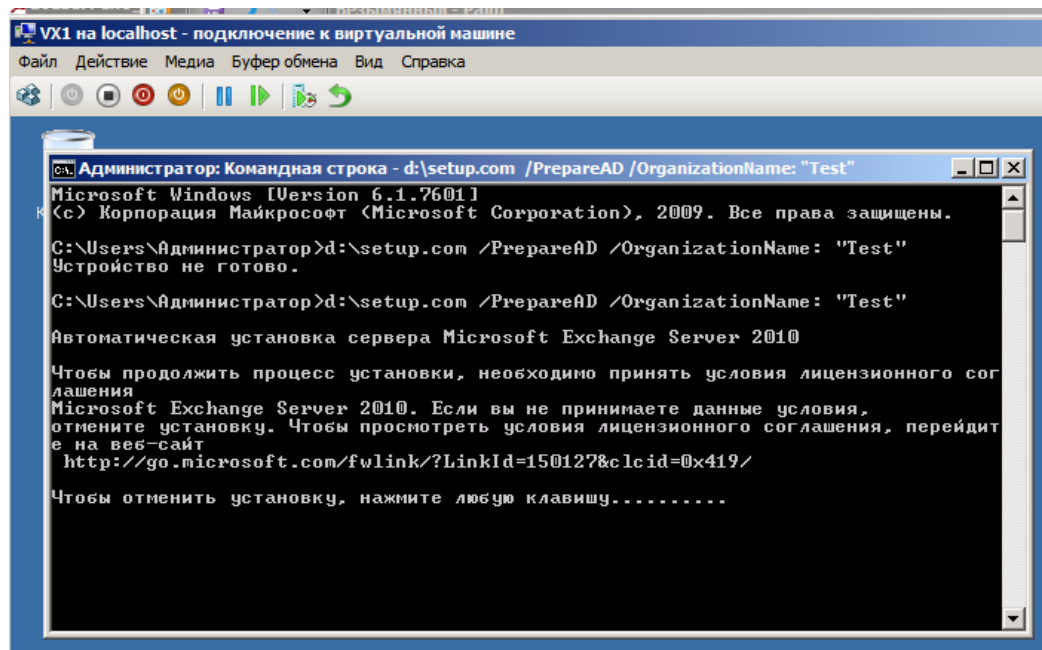 VX1 на localhost - подключение к виртуальной машине
Файл Действие Медиа Буфер обмена Вид Справка
Администратор: Командная строка - d:\setup.com /PrepareAD /OrganizationName: "Test"
Microsoft Windows [Version 6.1.7601]
(c) Корпорация Майкрософт (Microsoft Corporation), 2009. Все права защищены.
C:\Users\Администратор>d:\setup.com /PrepareAD /OrganizationName: "Test"
Устройство не готово.
C:\Users\Администратор>d:\setup.com /PrepareAD /OrganizationName: "Test"
Автоматическая установка сервера Microsoft Exchange Server 2010
Чтобы продолжить процесс установки, необходимо принять условия лицензионного сог
лашения
Microsoft Exchange Server 2010. Если вы не принимаете данные условия,
отмените установку. Чтобы просмотреть условия лицензионного соглашения, перейдит
е на веб-сайт
http://go.microsoft.com/fwlink/?LinkId=150127&clcid=0x419/
Чтобы отменить установку, нажмите любую клавишу..........